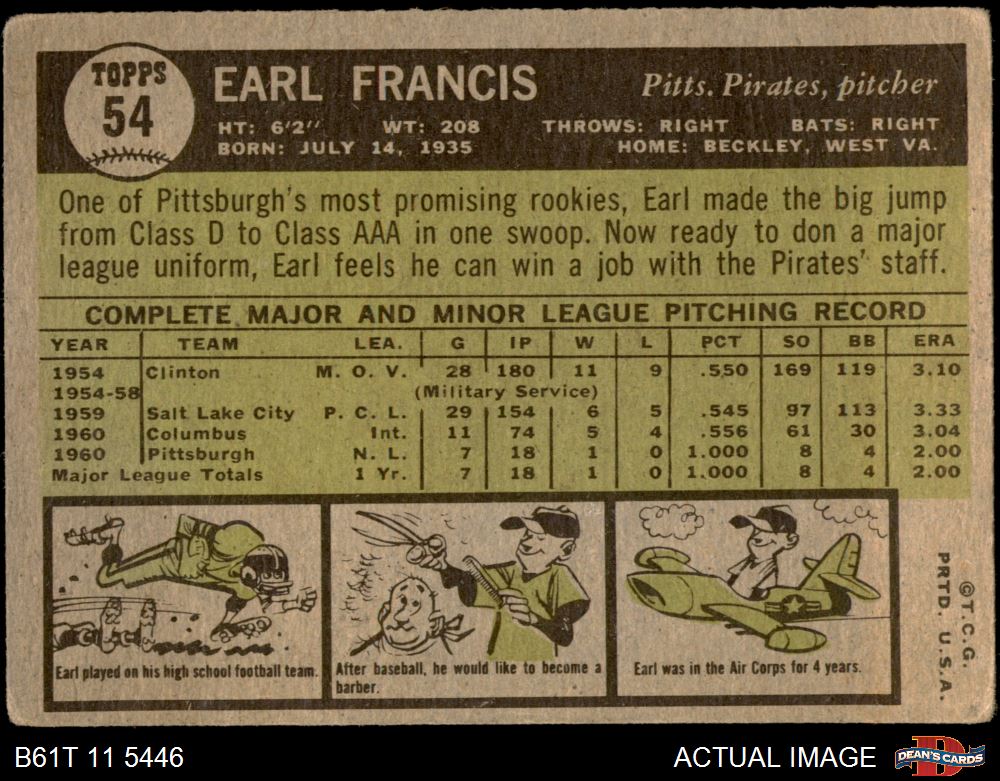 TOPPS
54
EARL FRANCIS
Pitts. Pirates, pitcher
HT: 6'2" WT: 208 THROWS: RIGHT BATS: RIGHT
BORN: JULY 14, 1935 HOME: BECKLEY, WEST VA.
One of Pittsburgh's most promising rookies, Earl made the big jump
from Class D to Class AAA in one swoop. Now ready to don a major
league uniform, Earl feels he can win a job with the Pirates' staff.
COMPLETE MAJOR AND MINOR LEAGUE PITCHING RECORD
YEAR TEAM LEA. G IP W L PCT SO BB ERA
1954 Clinton M. O. V. 28 180 11 9 .550 169 119 3.10
1954-58 (Military Service)
1959 Salt Lake City P. C. L. 29 154 6 5 .545 97 113 3.33
1960 Columbus Int. 11 74 5 4 .556 61 30 3.04
1960 Pittsburgh N. L. 7 18 1 0 1.000 8 4 2.00
Major League Totals 1 Yr. 7 18 1 0 1.000 8 4 2.00
Earl played on his high school football team.
After baseball, he would like to become a
barber.
Earl was in the Air Corps for 4 years.
© T. C. G.
PRTD. U. S. A.
B61T 11 5446
ACTUAL IMAGE
DEAN'S CARDS